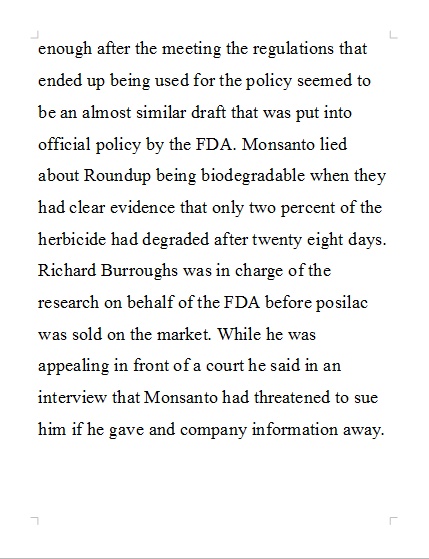 enough after the meeting the regulations that
ended up being used for the policy seemed to
be an almost similar draft that was put into
official policy by the FDA. Monsanto lied
about Roundup being biodegradable when they
had clear evidence that only two percent of the
herbicide had degraded after twenty eight days.
Richard Burroughs was in charge of the
research on behalf of the FDA before posilac
was sold on the market. While he was
appealing in front of a court he said in an
interview that Monsanto had threatened to sue
him if he gave and company information away.